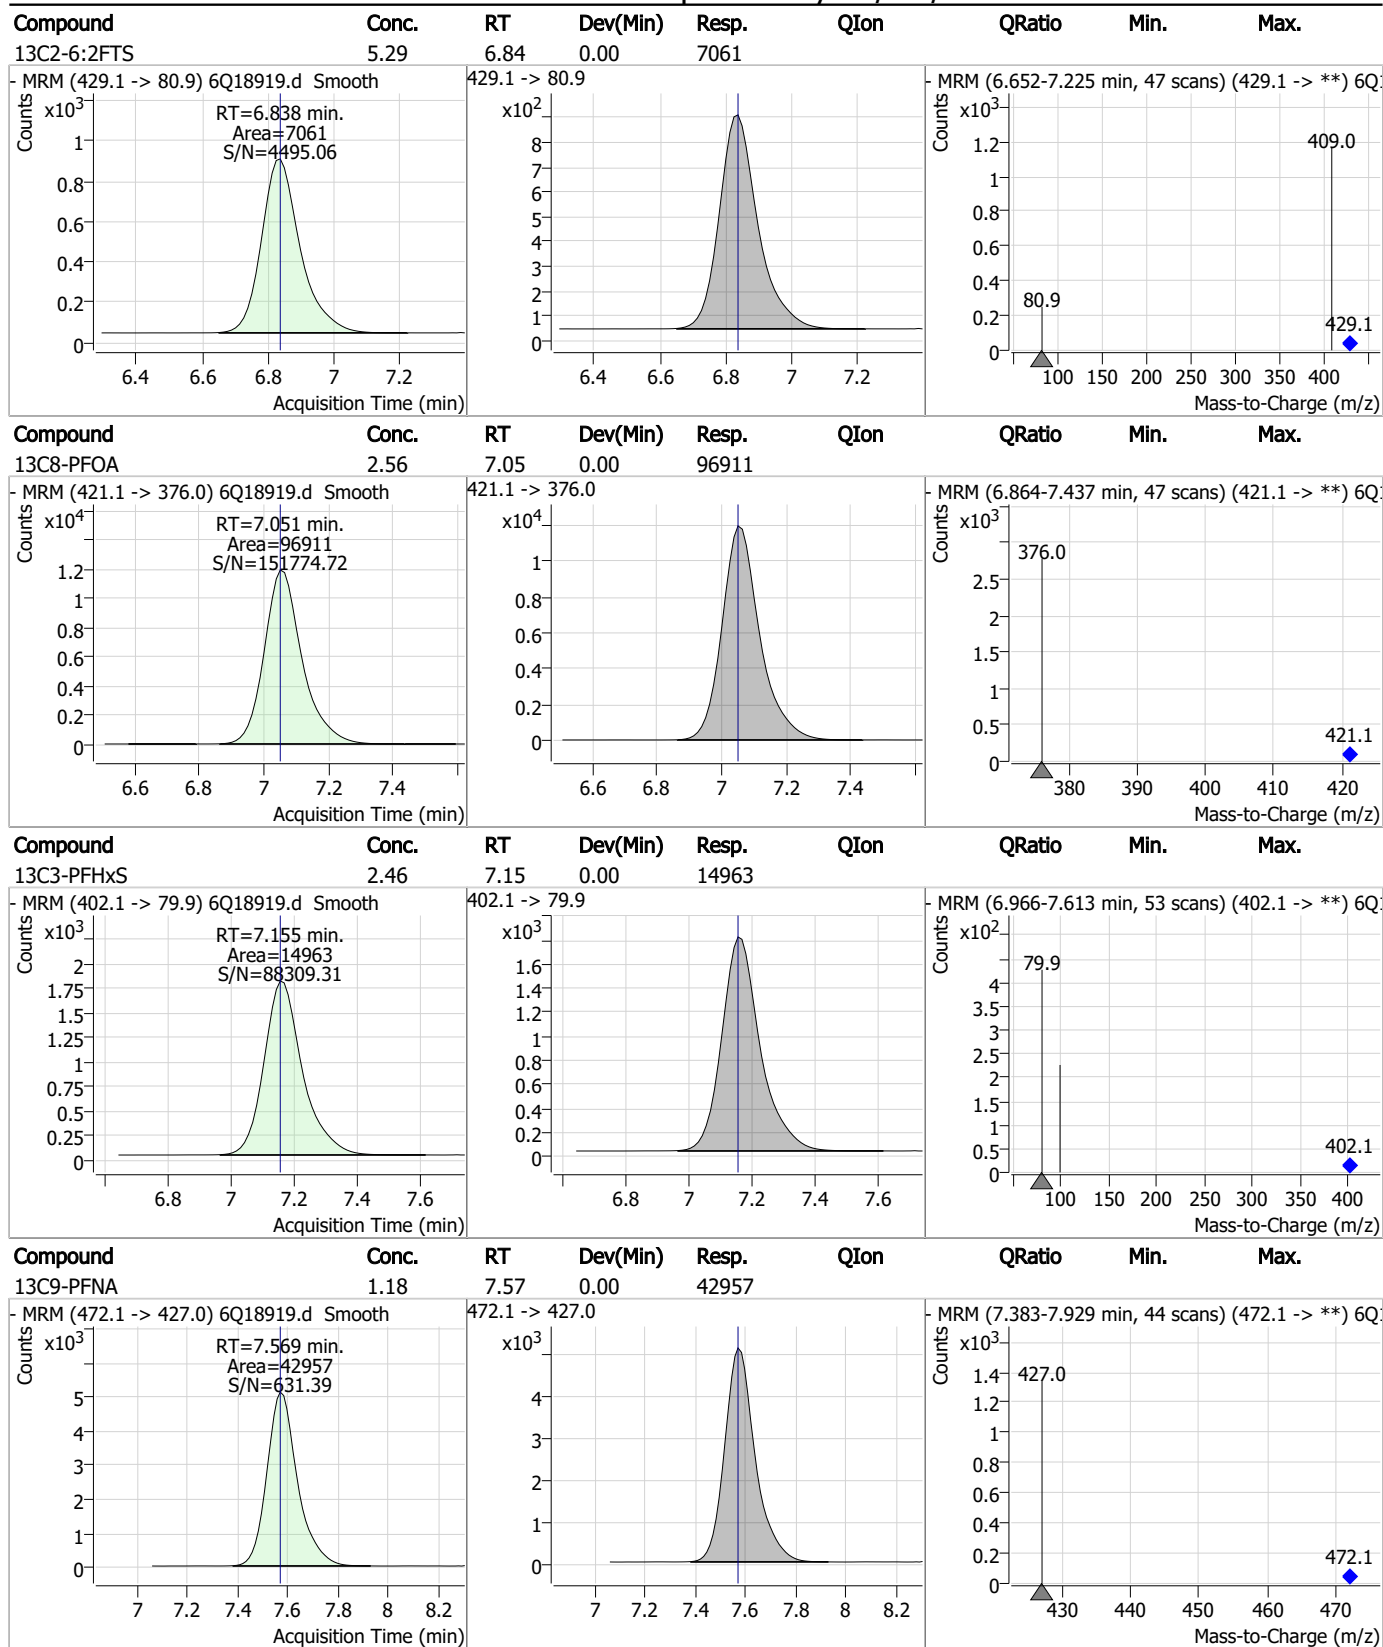 Compound Conc. RT Dev(Min) Resp. QIon QRatio Min. Max.
13C2-6:2FTS 5.29 6.84 0.00 7061
- MRM (429.1 -> 80.9) 6Q18919.d Smooth
Counts
x10³
RT=6.838 min.
Area=7061
S/N=4495.06
1
0.8
0.6
0.4
0.2
0
6.4 6.6 6.8 7 7.2
Acquisition Time (min)
429.1 -> 80.9
x10²
8
7
6
5
4
3
2
1
0
6.4 6.6 6.8 7 7.2
- MRM (6.652-7.225 min, 47 scans) (429.1 -> **) 6Q1
Counts
x10³
409.0
1.2
1
0.8
0.6
0.4
80.9
0.2
429.1
0
100 150 200 250 300 350 400
Mass-to-Charge (m/z)
Compound Conc. RT Dev(Min) Resp. QIon QRatio Min. Max.
13C8-PFOA 2.56 7.05 0.00 96911
- MRM (421.1 -> 376.0) 6Q18919.d Smooth
Counts
x10⁴
RT=7.051 min.
Area=96911
S/N=151774.72
1.2
1
0.8
0.6
0.4
0.2
0
6.6 6.8 7 7.2 7.4
Acquisition Time (min)
421.1 -> 376.0
x10⁴
1
0.8
0.6
0.4
0.2
0
6.6 6.8 7 7.2 7.4
- MRM (6.864-7.437 min, 47 scans) (421.1 -> **) 6Q1
Counts
x10³
376.0
2.5
2
1.5
1
0.5
421.1
0
380 390 400 410 420
Mass-to-Charge (m/z)
Compound Conc. RT Dev(Min) Resp. QIon QRatio Min. Max.
13C3-PFHxS 2.46 7.15 0.00 14963
- MRM (402.1 -> 79.9) 6Q18919.d Smooth
Counts
x10³
RT=7.155 min.
Area=14963
S/N=88309.31
2
1.75
1.5
1.25
1
0.75
0.5
0.25
0
6.8 7 7.2 7.4 7.6
Acquisition Time (min)
402.1 -> 79.9
x10³
1.6
1.4
1.2
1
0.8
0.6
0.4
0.2
0
6.8 7 7.2 7.4 7.6
- MRM (6.966-7.613 min, 53 scans) (402.1 -> **) 6Q1
Counts
x10²
79.9
4
3.5
3
2.5
2
1.5
1
0.5
402.1
0
100 150 200 250 300 350 400
Mass-to-Charge (m/z)
Compound Conc. RT Dev(Min) Resp. QIon QRatio Min. Max.
13C9-PFNA 1.18 7.57 0.00 42957
- MRM (472.1 -> 427.0) 6Q18919.d Smooth
Counts
x10³
RT=7.569 min.
Area=42957
S/N=631.39
5
4
3
2
1
0
7 7.2 7.4 7.6 7.8 8 8.2
Acquisition Time (min)
472.1 -> 427.0
x10³
4
3
2
1
0
7 7.2 7.4 7.6 7.8 8 8.2
- MRM (7.383-7.929 min, 44 scans) (472.1 -> **) 6Q1
Counts
x10³
427.0
1.4
1.2
1
0.8
0.6
0.4
0.2
472.1
0
430 440 450 460 470
Mass-to-Charge (m/z)